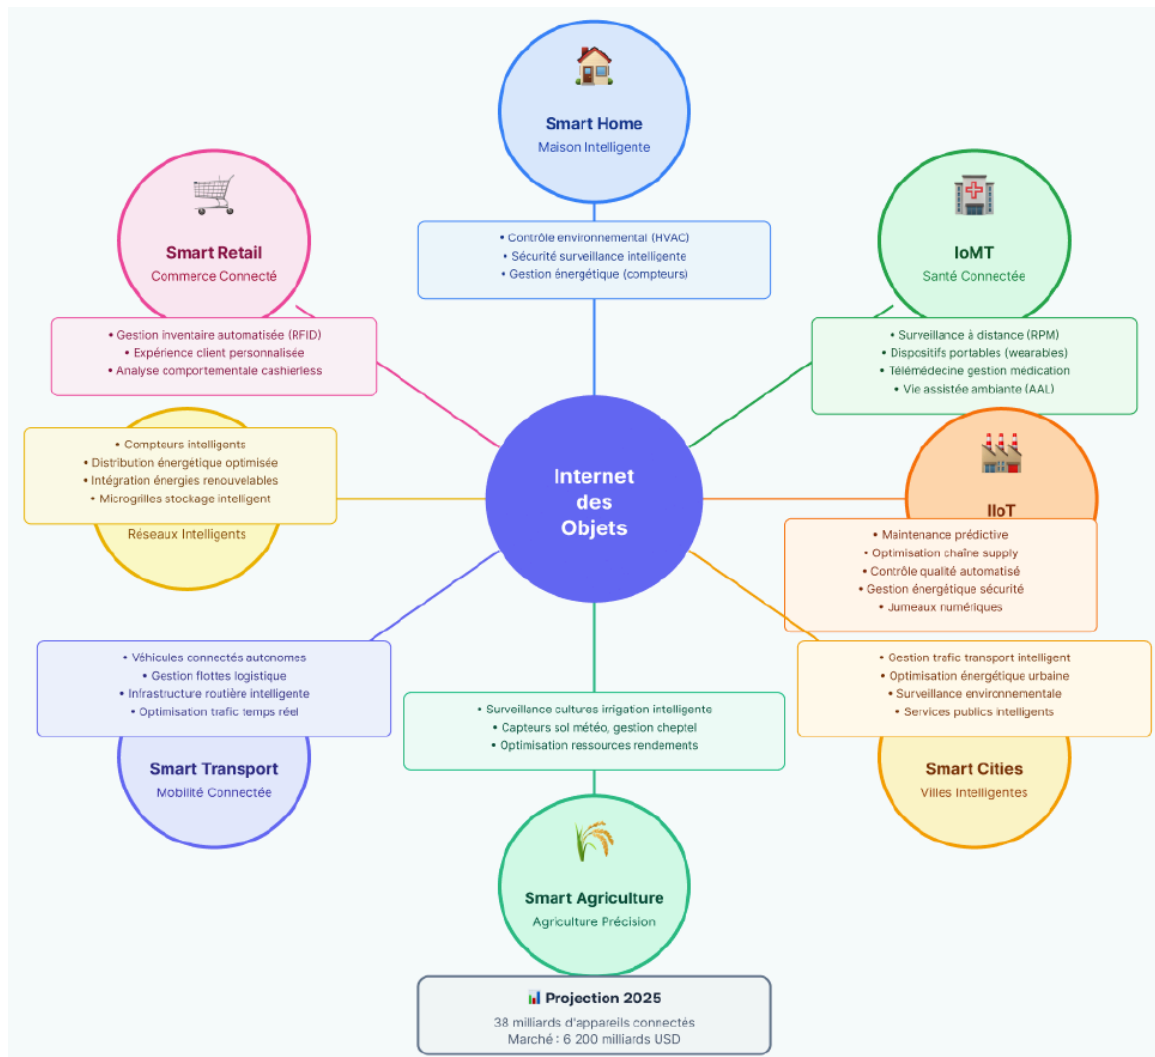 Smart Home
Maison Intelligente
• Contrôle environmental (HVAC)
• Sécurité surveillance intelligente
• Gestion énergétique (compteurs)
Smart Retail
Commerce Connecté
• Gestion inventaire automatisée (RFID)
• Expérience client personnalisée
• Analyse comportementale cashierless
IoMT
Santé Connectée
• Surveillance à distance (RPM)
• Dispositifs portables (wearables)
• Télémédecine gestion médication
• Vie assistée ambiante (AAL)
• Compteurs intelligents
• Distribution énergétique optimisée
• Intégration énergies renouvelables
• Microgrilles stockage intelligent
Réseaux Intelligents
Internet
des
Objets
IIoT
• Maintenance prédictive
• Optimisation chaîne supply
• Contrôle qualité automatisé
• Gestion énergétique sécurité
• Jumeaux numériques
• Véhicules connectés autonomes
• Gestion flottes logistique
• Infrastructure routière intelligente
• Optimisation trafic temps réel
Smart Transport
Mobilité Connectée
• Surveillance cultures irrigation intelligente
• Capteurs sol météo, gestion cheptel
• Optimisation ressources rendements
Smart Agriculture
Agriculture Précision
• Gestion trafic transport intelligent
• Optimisation énergétique urbaine
• Surveillance environnementale
• Services publics intelligents
Smart Cities
Villes Intelligentes
Projection 2025
38 milliards d'appareils connectés
Marché : 6 200 milliards USD